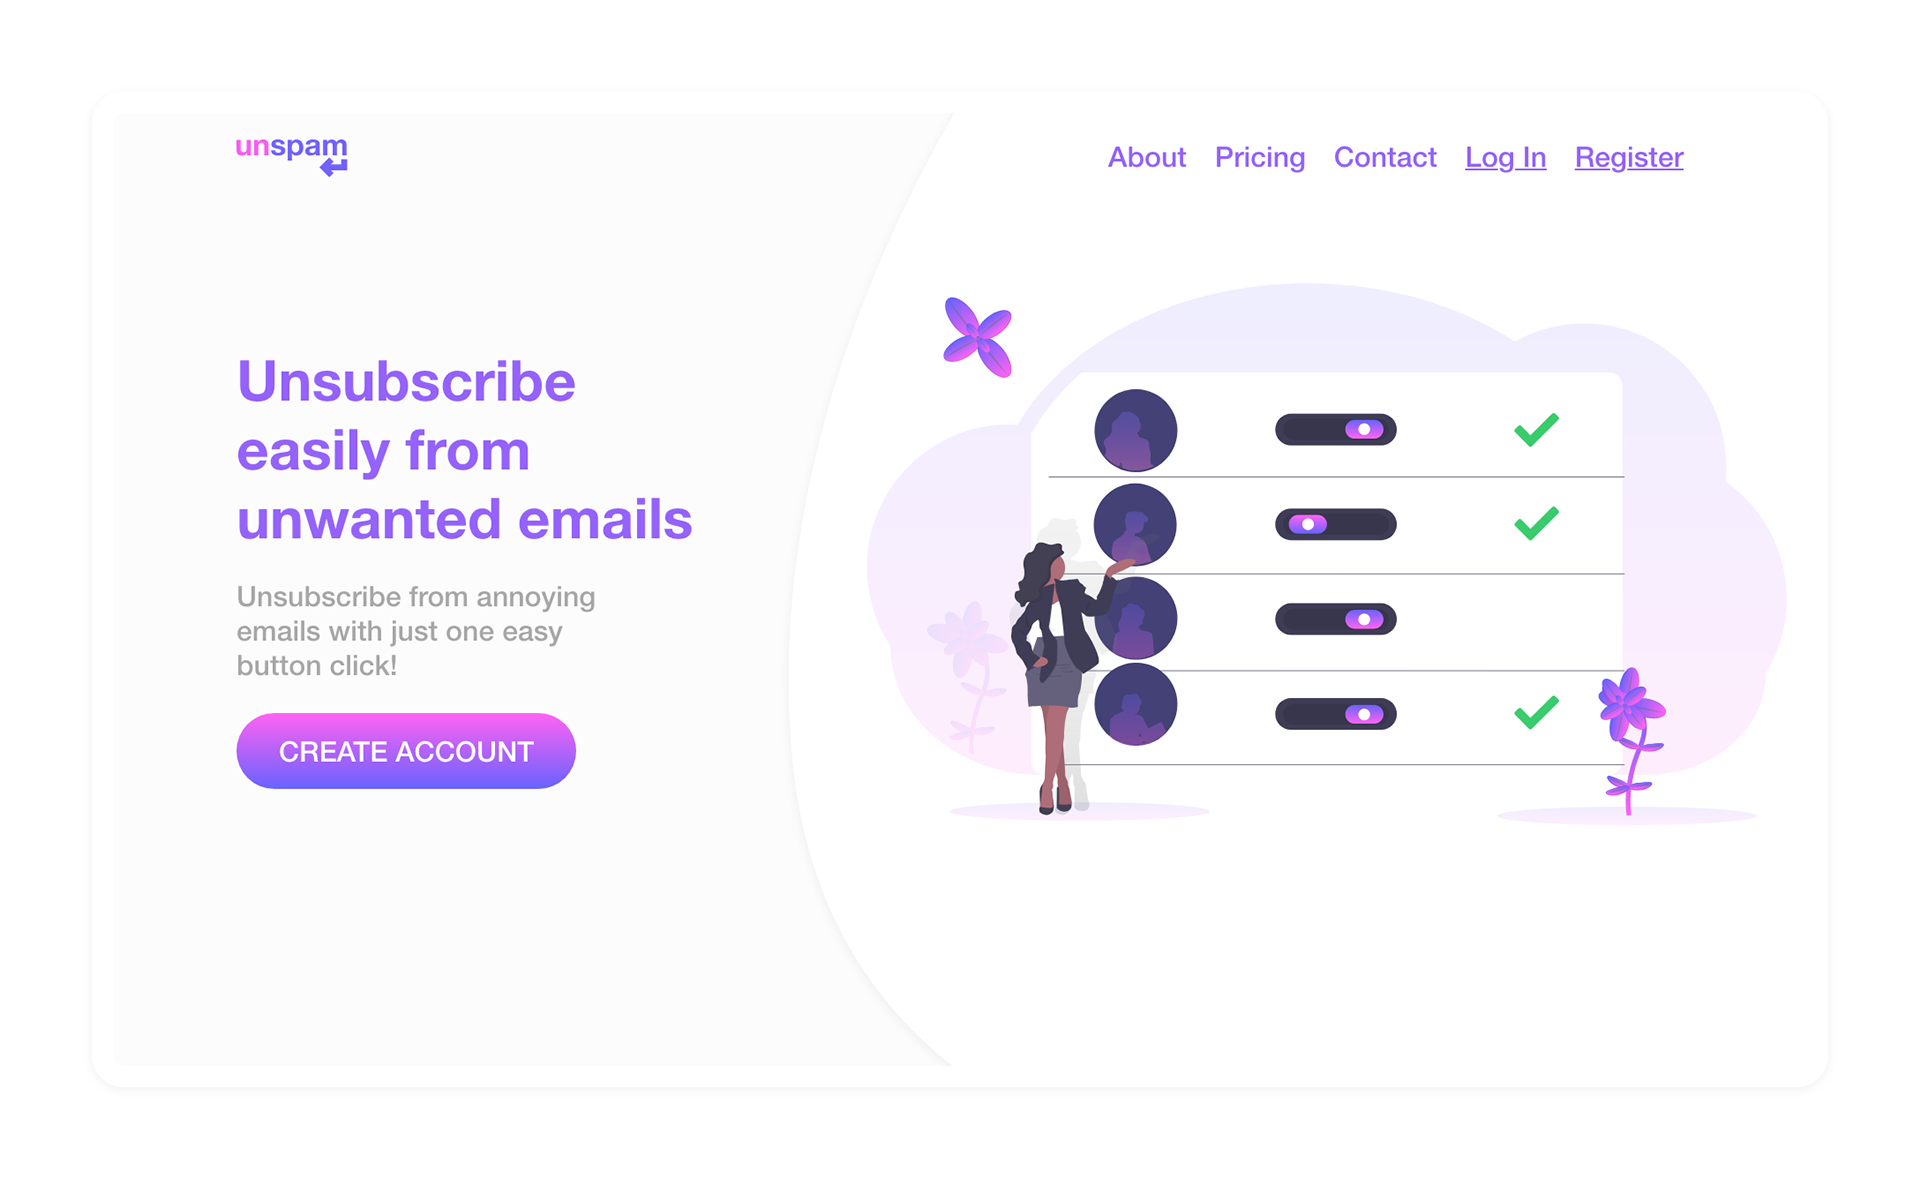 unspam
About Pricing Contact Log In Register
Unsubscribe
easily from
unwanted emails
Unsubscribe from annoying
emails with just one easy
button click!
CREATE ACCOUNT